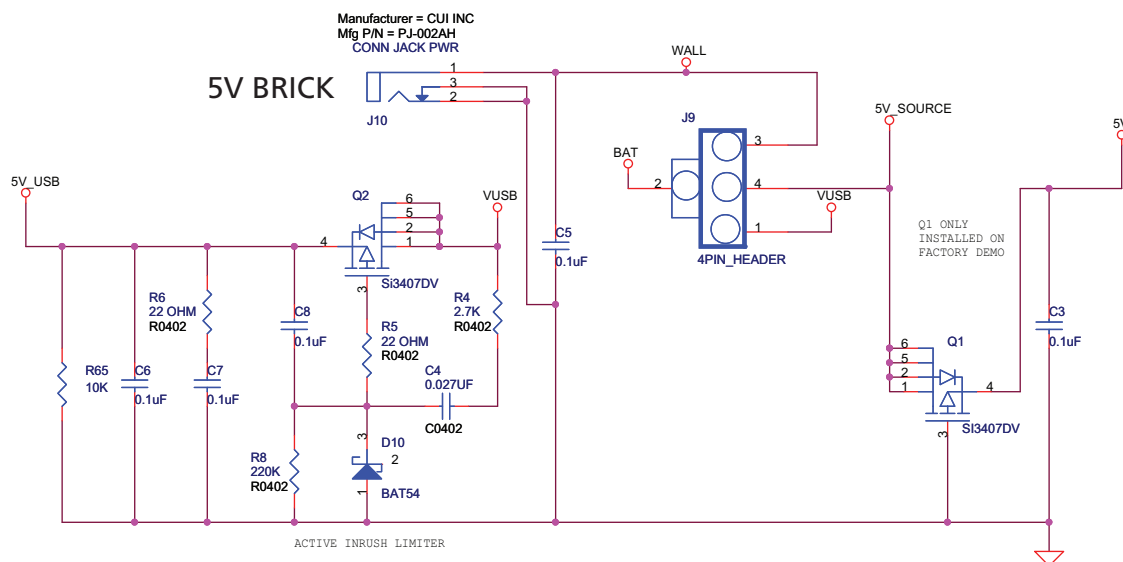 Manufacturer = CUI INC
Mfg P/N = PJ-002AH
CONN JACK PWR
5V BRICK
1
3
2
J10
WALL
J9
3
BAT
2
4
VUSB
1
4PIN_HEADER
5V_SOURCE
5V
Q1 ONLY
INSTALLED ON
FACTORY DEMO
5V_USB
Q2
6
5
2
1
4
3
Si3407DV
VUSB
C5
0.1uF
R6
22 OHM
R0402
C8
0.1uF
R5
22 OHM
R0402
R4
2.7K
R0402
C4
0.027UF
C0402
R65
10K
C6
0.1uF
C7
0.1uF
R8
220K
R0402
3
D10
2
1
BAT54
Q1
6
5
2
1
4
3
SI3407DV
C3
0.1uF
ACTIVE INRUSH LIMITER